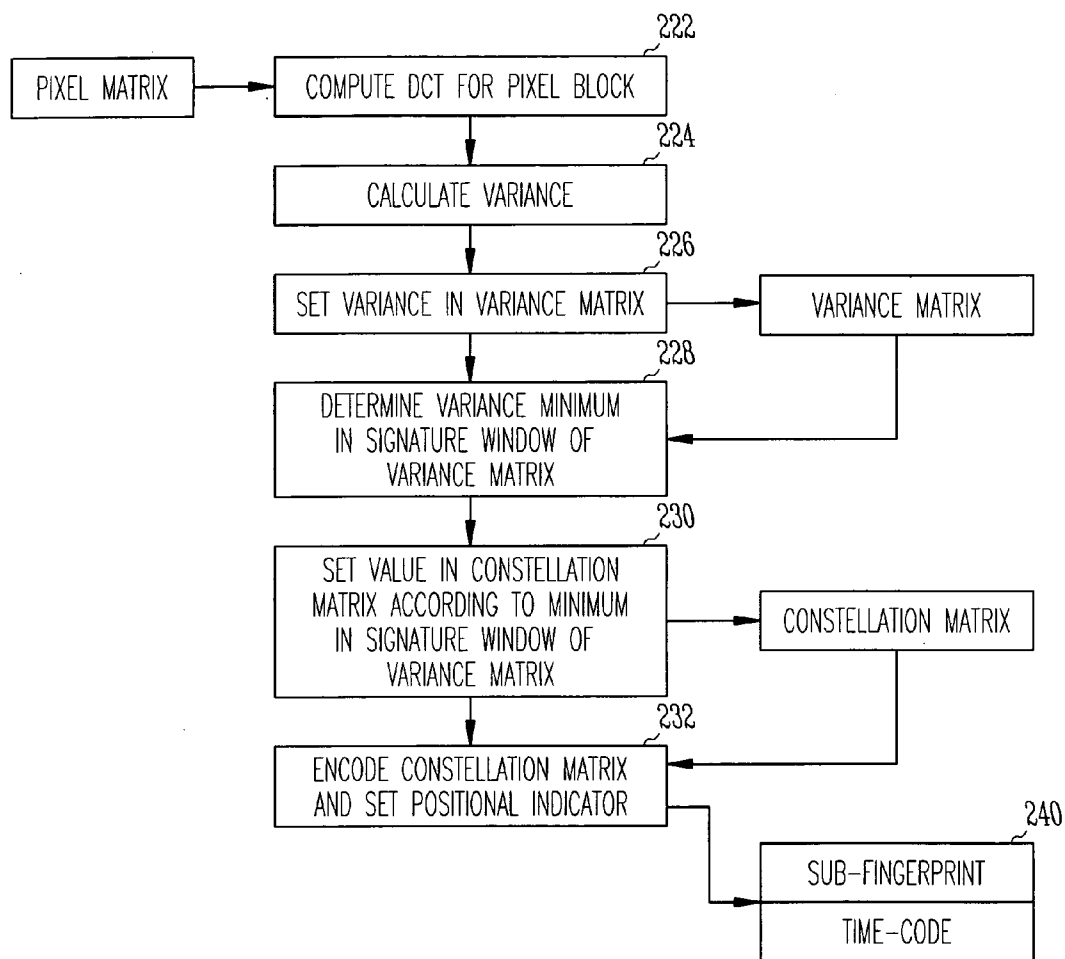 222
PIXEL MATRIX
COMPUTE DCT FOR PIXEL BLOCK
224
CALCULATE VARIANCE
226
SET VARIANCE IN VARIANCE MATRIX
VARIANCE MATRIX
228
DETERMINE VARIANCE MINIMUM
IN SIGNATURE WINDOW OF
VARIANCE MATRIX
230
SET VALUE IN CONSTELLATION
MATRIX ACCORDING TO MINIMUM
IN SIGNATURE WINDOW OF
VARIANCE MATRIX
CONSTELLATION MATRIX
232
ENCODE CONSTELLATION MATRIX
AND SET POSITIONAL INDICATOR
240
SUB-FINGERPRINT
TIME-CODE